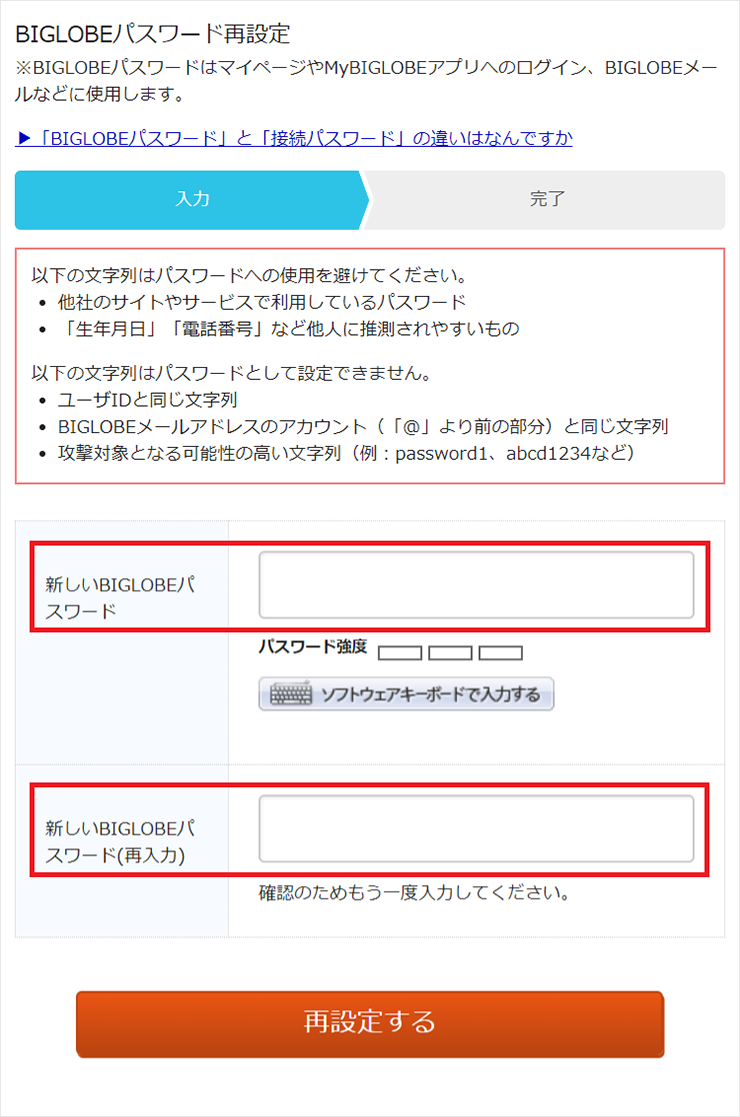 BIGLOBEパスワード再設定
※BIGLOBEパスワードはマイページやMyBIGLOBEアプリへのログイン、BIGLOBEメー
ルなどに使用します。
▶「BIGLOBEパスワード」と「接続パスワード」の違いはなんですか
入力
完了
以下の文字列はパスワードへの使用を避けてください。
• 他社のサイトやサービスで利用しているパスワード
• 「生年月日」「電話番号」など他人に推測されやすいもの
以下の文字列はパスワードとして設定できません。
• ユーザIDと同じ文字列
• BIGLOBEメールアドレスのアカウント（「@」より前の部分）と同じ文字列
• 攻撃対象となる可能性の高い文字列（例：password1、abcd1234など）
新しいBIGLOBEパ
スワード
パスワード強度
ソフトウェアキーボードで入力する
新しいBIGLOBEパ
スワード(再入力)
確認のためもう一度入力してください。
再設定する